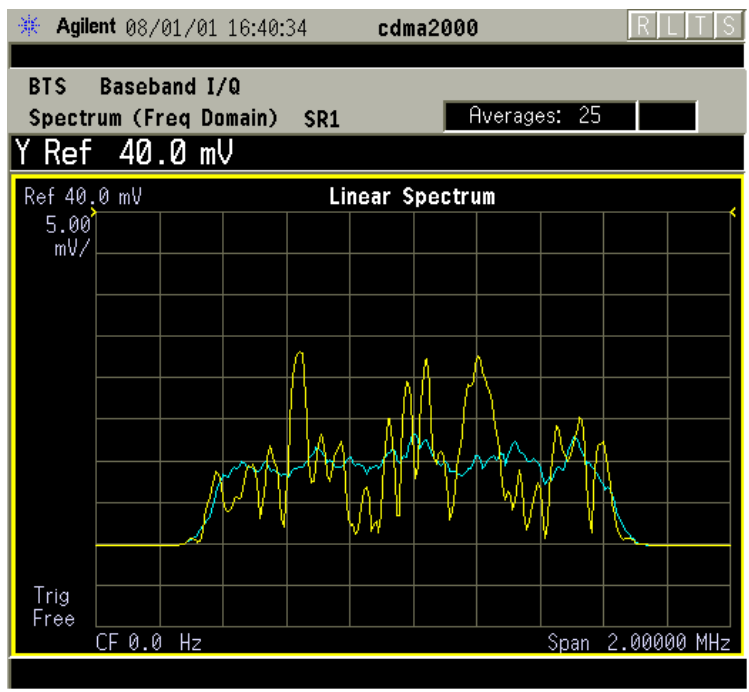 Agilent 08/01/01 16:40:34 cdma2000 R L T S
BTS Baseband I/Q
Spectrum (Freq Domain) SR1 Averages: 25
Y Ref 40.0 mV
Ref 40.0 mV Linear Spectrum
5.00
mV/
Trig
Free
CF 0.0 Hz Span 2.00000 MHz